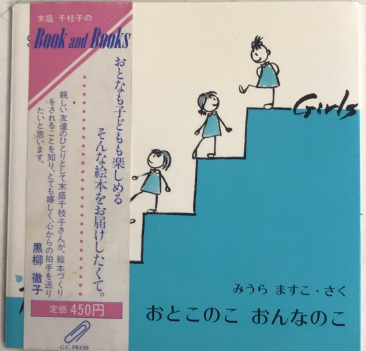 末盛 千枝子の
Book and Books
おとなも子どもも楽しめる
そんな絵本をお届けしたくて。
親しい友達のひとりとして末盛千枝子さんが、絵本づくり
をされることを知り、とても嬉しく、心からの拍手を送り
たいと思います。
黒柳 徹子
定価 450円
G.C. PRESS
Girls
みうら ますこ・さく
おとこのこ おんなのこ